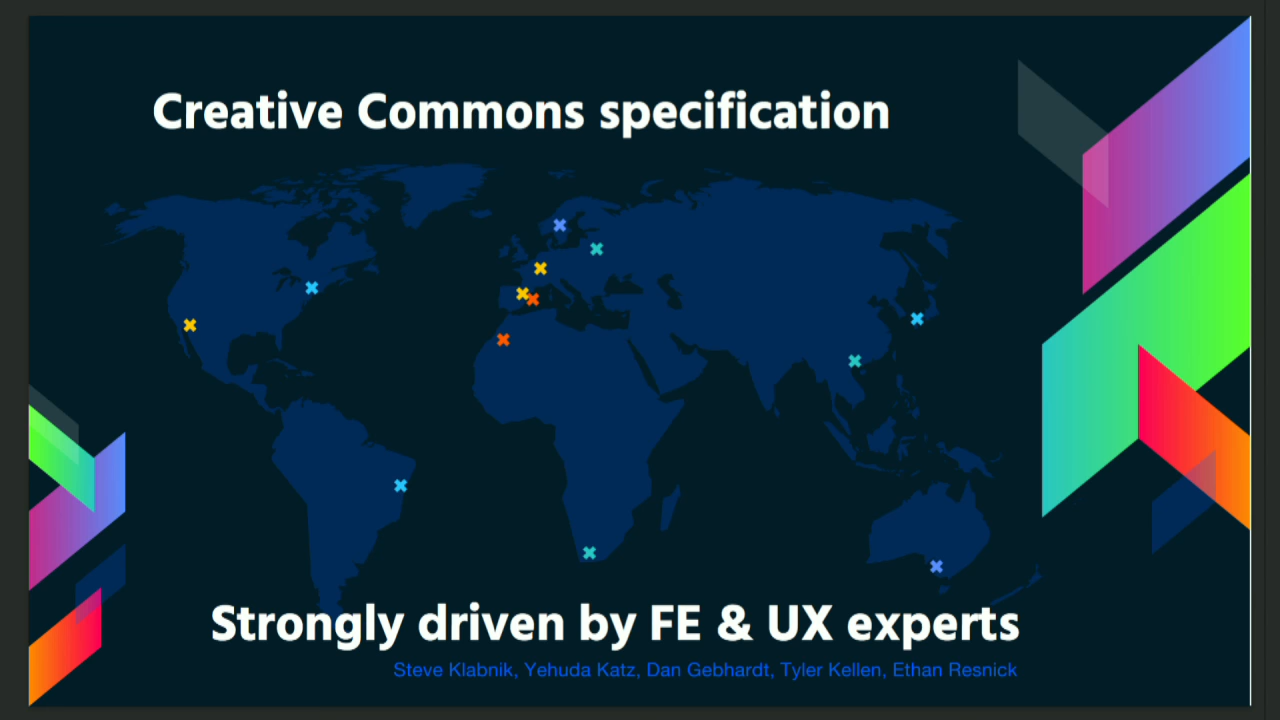 Creative Commons specification
Strongly driven by FE & UX experts
Steve Klabnik, Yehuda Katz, Dan Gebhardt, Tyler Kellen, Ethan Resnick